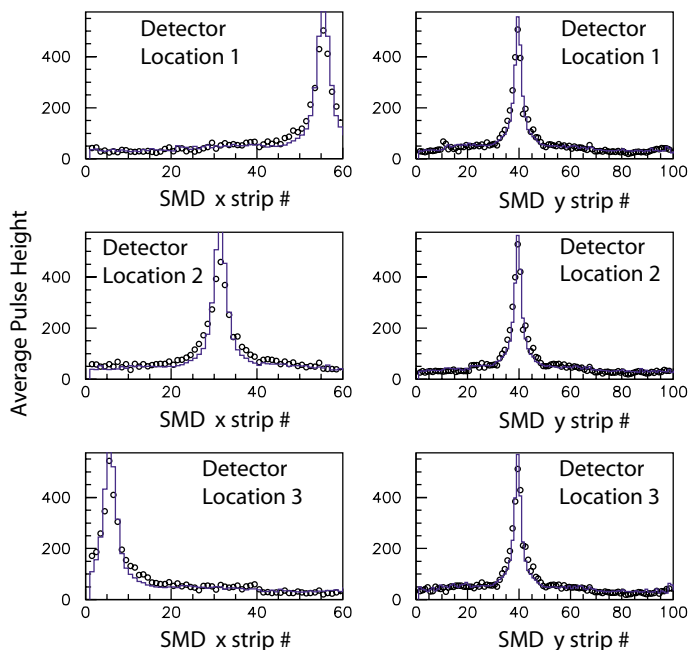 Detector
Location 1
400
200
0
0 20 40 60
SMD x strip #
Detector
Location 1
400
200
0
0 20 40 60 80 100
SMD y strip #
Average Pulse Height
Detector
Location 2
400
200
0
0 20 40 60
SMD x strip #
Detector
Location 2
400
200
0
0 20 40 60 80 100
SMD y strip #
Detector
Location 3
400
200
0
0 20 40 60
SMD x strip #
Detector
Location 3
400
200
0
0 20 40 60 80 100
SMD y strip #